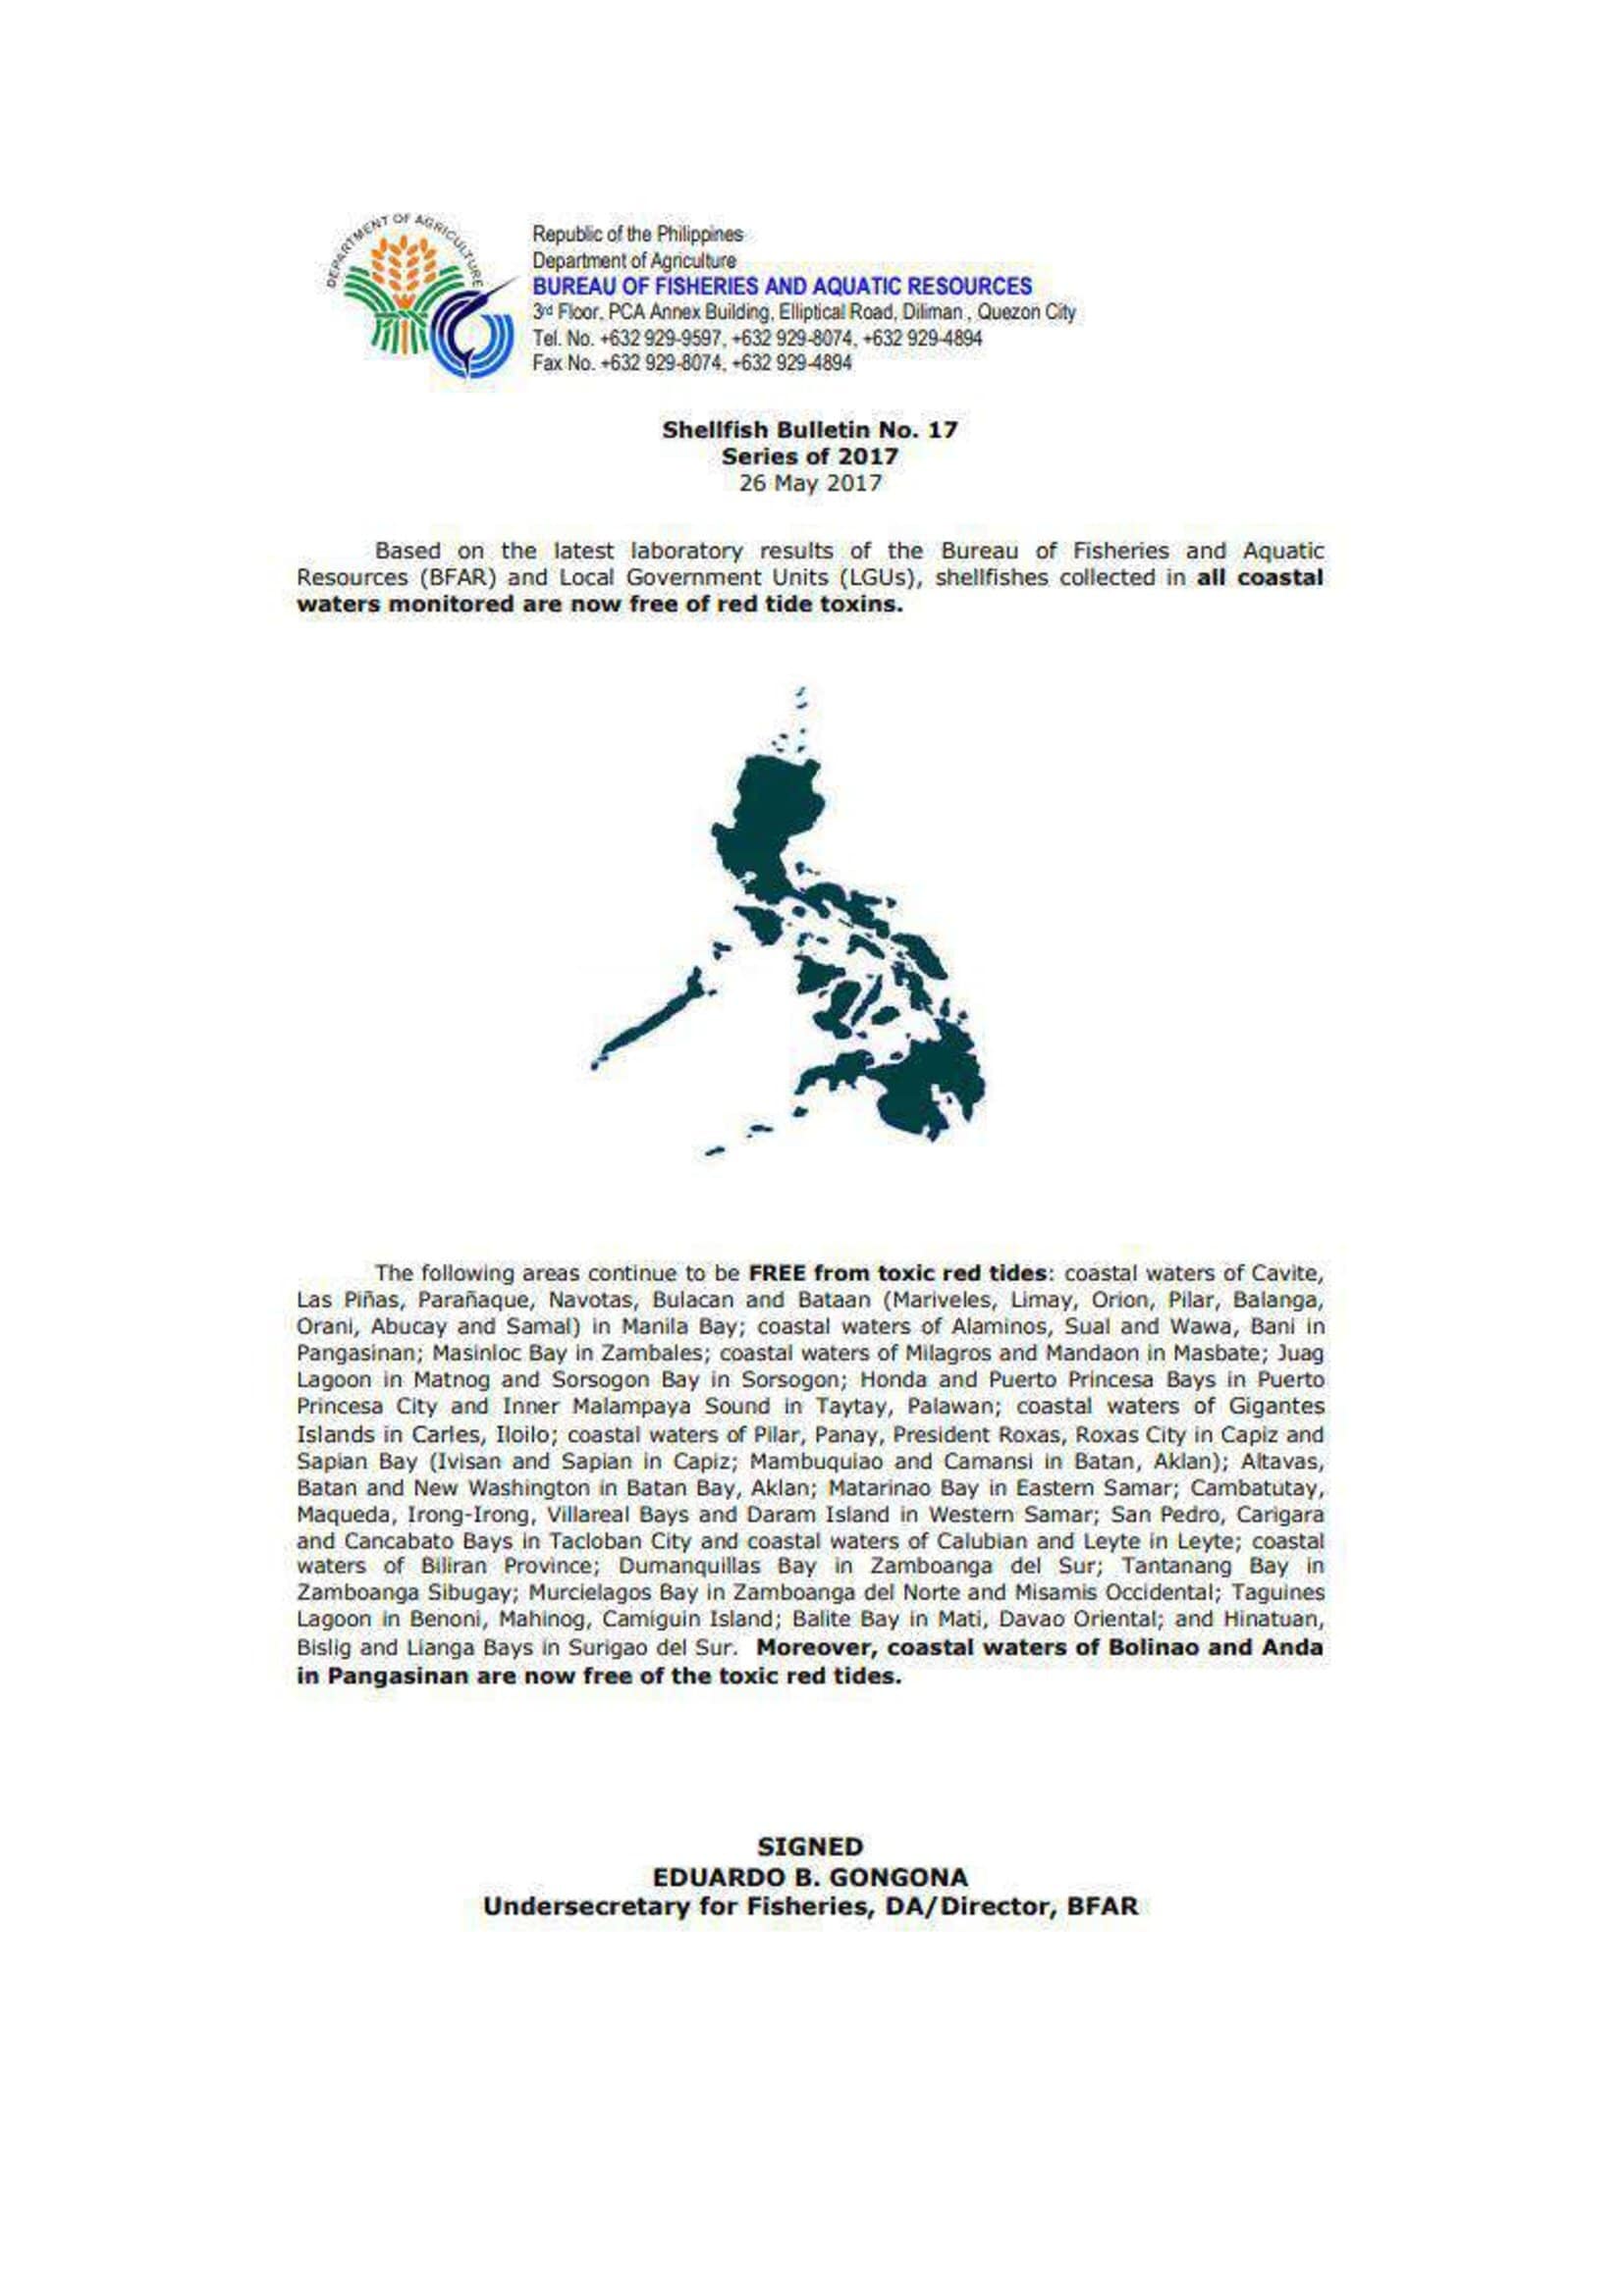 DEPARTMENT OF AGRICULTURE
Republic of the Philippines
Department of Agriculture
BUREAU OF FISHERIES AND AQUATIC RESOURCES
3rd Floor, PCA Annex Building, Elliptical Road, Diliman , Quezon City
Tel. No. +632 929-9597, +632 929-8074, +632 929-4894
Fax No. +632 929-8074, +632 929-4894
Shellfish Bulletin No. 17
Series of 2017
26 May 2017
Based on the latest laboratory results of the Bureau of Fisheries and Aquatic
Resources (BFAR) and Local Government Units (LGUs), shellfishes collected in all coastal
waters monitored are now free of red tide toxins.
The following areas continue to be FREE from toxic red tides: coastal waters of Cavite,
Las Piñas, Parañaque, Navotas, Bulacan and Bataan (Mariveles, Limay, Orion, Pilar, Balanga,
Orani, Abucay and Samal) in Manila Bay; coastal waters of Alaminos, Sual and Wawa, Bani in
Pangasinan; Masinloc Bay in Zambales; coastal waters of Milagros and Mandaon in Masbate; Juag
Lagoon in Matnog and Sorsogon Bay in Sorsogon; Honda and Puerto Princesa Bays in Puerto
Princesa City and Inner Malampaya Sound in Taytay, Palawan; coastal waters of Gigantes
Islands in Carles, Iloilo; coastal waters of Pilar, Panay, President Roxas, Roxas City in Capiz and
Sapian Bay (Ivisan and Sapian in Capiz; Mambuquiao and Camansi in Batan, Aklan); Altavas,
Batan and New Washington in Batan Bay, Aklan; Matarinao Bay in Eastern Samar; Cambatutay,
Maqueda, Irong-Irong, Villareal Bays and Daram Island in Western Samar; San Pedro, Carigara
and Cancabato Bays in Tacloban City and coastal waters of Calubian and Leyte in Leyte; coastal
waters of Biliran Province; Dumanquillas Bay in Zamboanga del Sur; Tantanang Bay in
Zamboanga Sibugay; Murcielagos Bay in Zamboanga del Norte and Misamis Occidental; Taguines
Lagoon in Benoni, Mahinog, Camiguin Island; Balite Bay in Mati, Davao Oriental; and Hinatuan,
Bislig and Lianga Bays in Surigao del Sur. Moreover, coastal waters of Bolinao and Anda
in Pangasinan are now free of the toxic red tides.
SIGNED
EDUARDO B. GONGONA
Undersecretary for Fisheries, DA/Director, BFAR